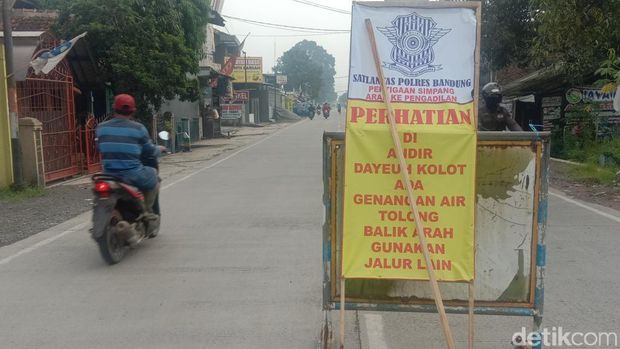 SATLANTAS POLRES BANDUNG
PERTIGAAN SIMPANG
ARAH KE PENGADILAN
PERHATIAN
DI
ANDIR
DAYEUH KOLOT
ADA
GENANGAN AIR
TOLONG
BALIK ARAH
GUNAKAN
JALUR LAIN
detikcom